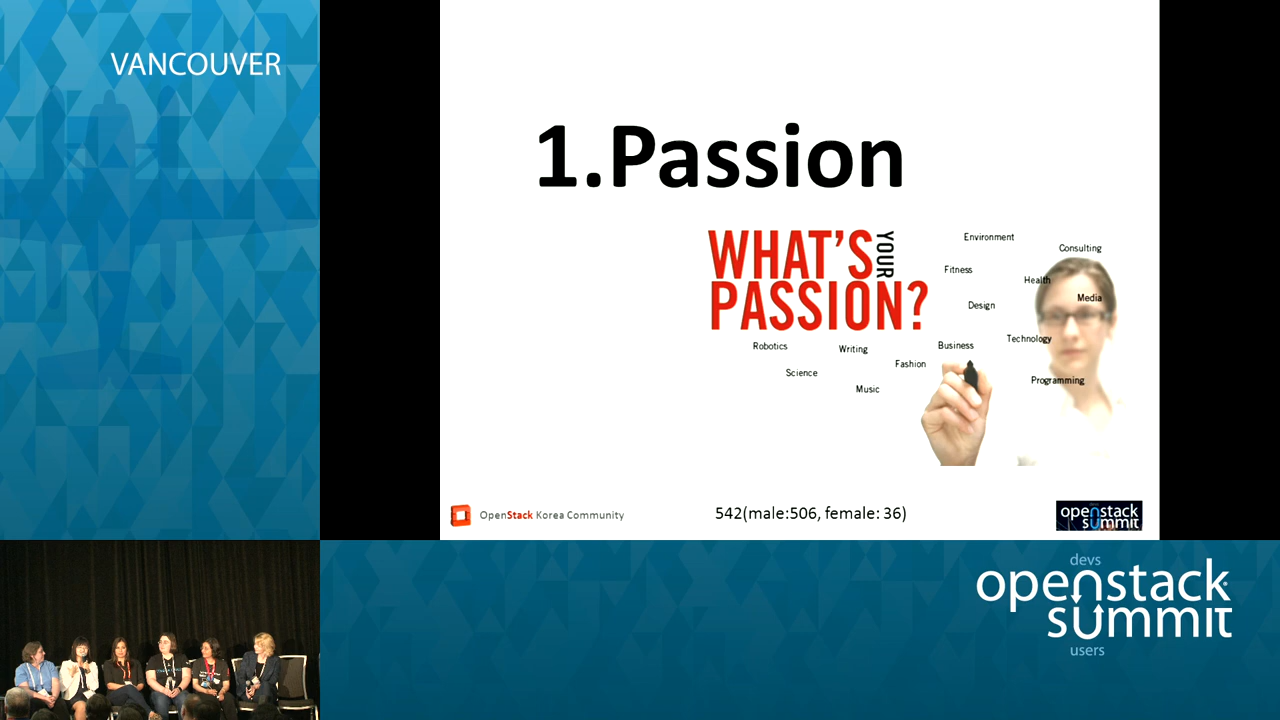 VANCOUVER
1.Passion
WHAT'S YOUR
PASSION?
Environment
Consulting
Fitness
Health
Media
Design
Technology
Business
Robotics
Writing
Fashion
Science
Music
Programming
OpenStack Korea Community
542(male:506, female: 36)
openstack
summit
devs
openstack
summit
users